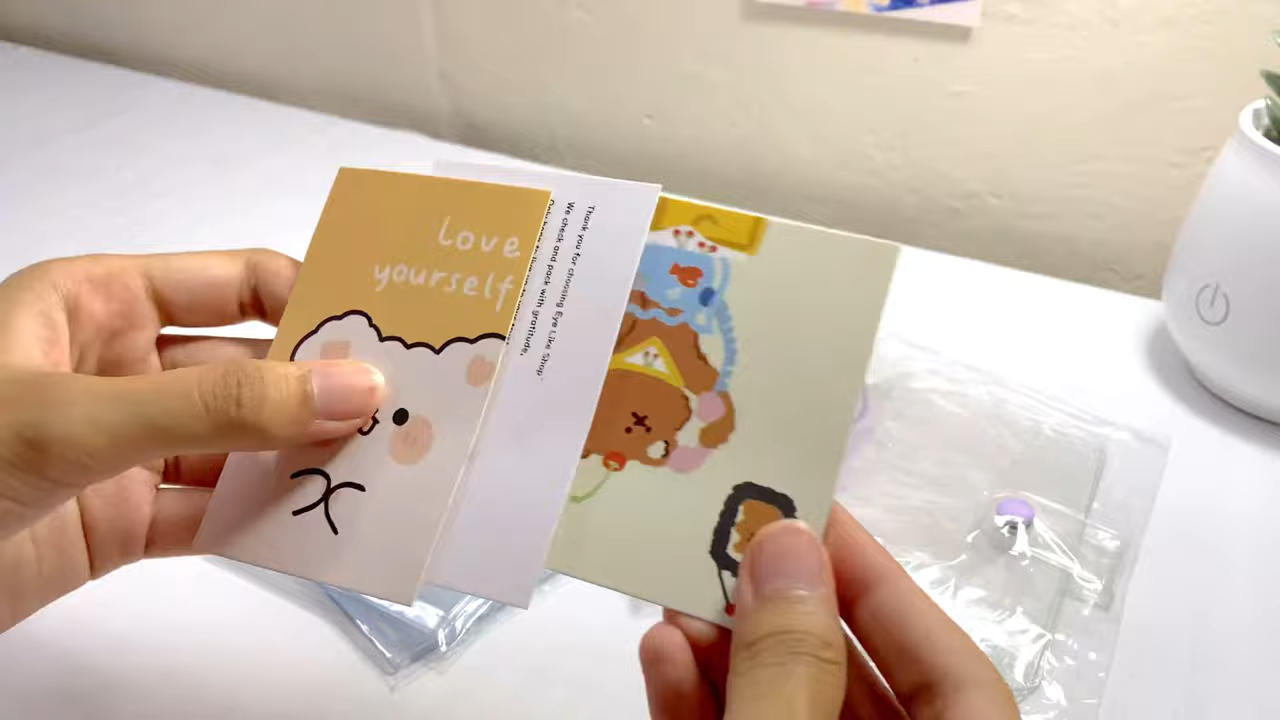 love
yourself
Thank you for choosing Eye Like Shop
We check and pack with gratitude,